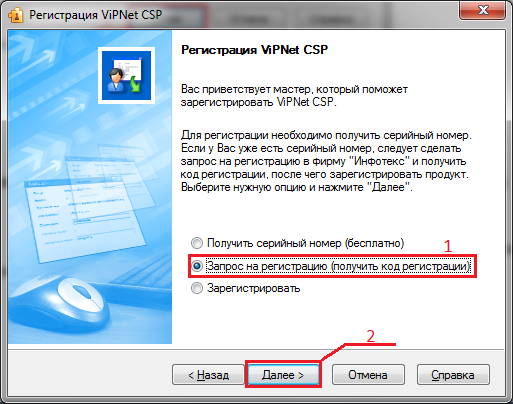 Регистрация ViPNet CSP
Регистрация ViPNet CSP
Вас приветствует мастер, который поможет
зарегистрировать ViPNet CSP.
Для регистрации необходимо получить серийный номер.
Если у Вас уже есть серийный номер, следует сделать
запрос на регистрацию в фирму "Инфотекс" и получить
код регистрации, после чего зарегистрировать продукт.
Выберите нужную опцию и нажмите "Далее".
1
Получить серийный номер (бесплатно)
Запрос на регистрацию (получить код регистрации)
Зарегистрировать
2
< Назад Далее > Отмена Справка